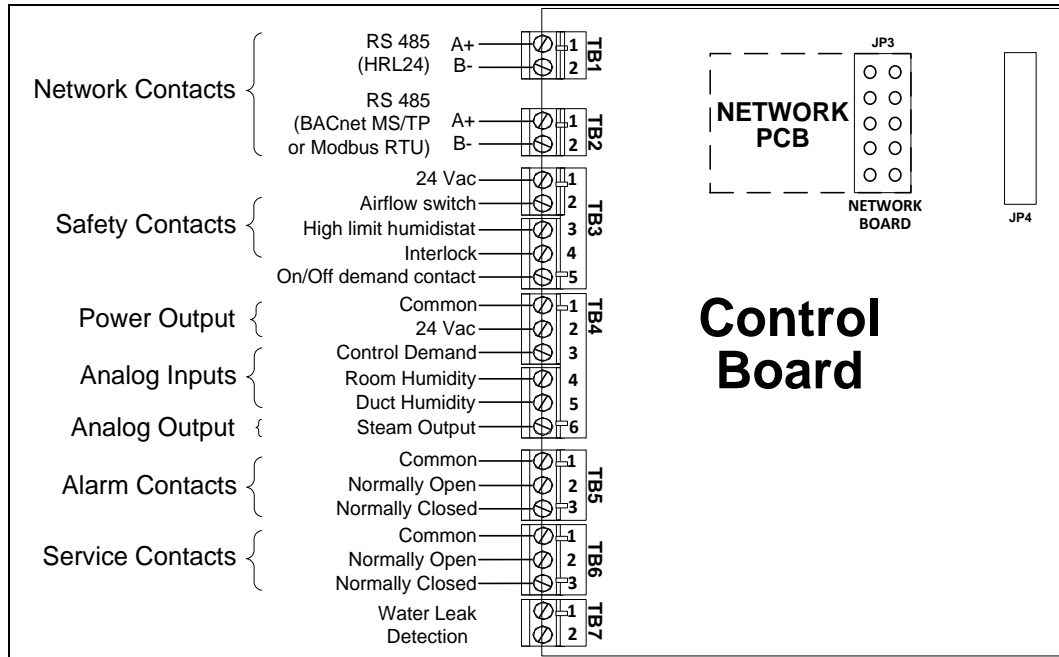 Network Contacts
RS 485
(HRL24)
A+
B-
1
2
TB1
RS 485
(BACnet MS/TP
or Modbus RTU)
A+
B-
1
2
TB2
Safety Contacts
24 Vac
Airflow switch
High limit humidistat
Interlock
On/Off demand contact
1
2
3
4
5
TB3
Power Output
Analog Inputs
Analog Output
Common
24 Vac
Control Demand
Room Humidity
Duct Humidity
Steam Output
1
2
3
4
5
6
TB4
Alarm Contacts
Common
Normally Open
Normally Closed
1
2
3
TB5
Service Contacts
Common
Normally Open
Normally Closed
1
2
3
TB6
Water Leak
Detection
1
2
TB7
JP3
NETWORK
PCB
NETWORK
BOARD
JP4
Control
Board